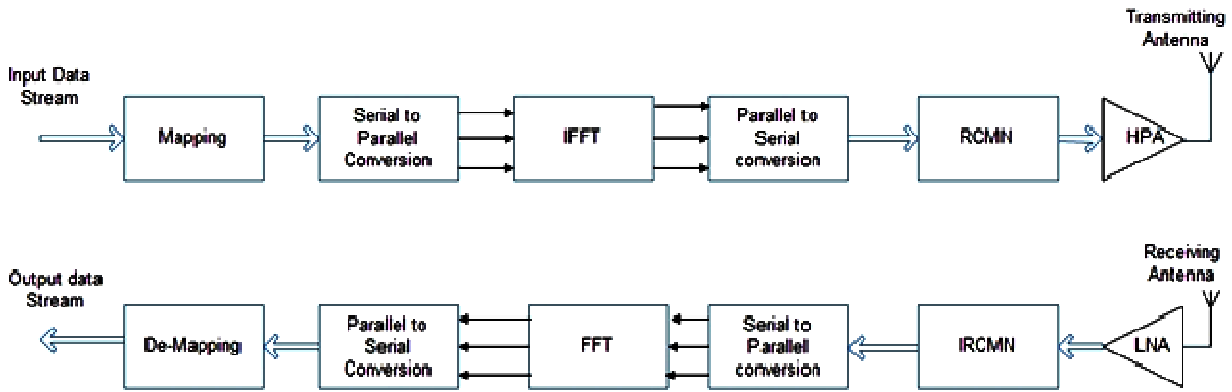 Transmitting
Antenna
Input Data
Stream
Mapping
Serial to
Parallel
Conversion
IFFT
Parallel to
Serial
conversion
RCMN
HPA
Receiving
Antenna
Output data
Stream
De-Mapping
Parallel to
Serial
Conversion
FFT
Serial to
Parallel
conversion
IRCMN
LNA